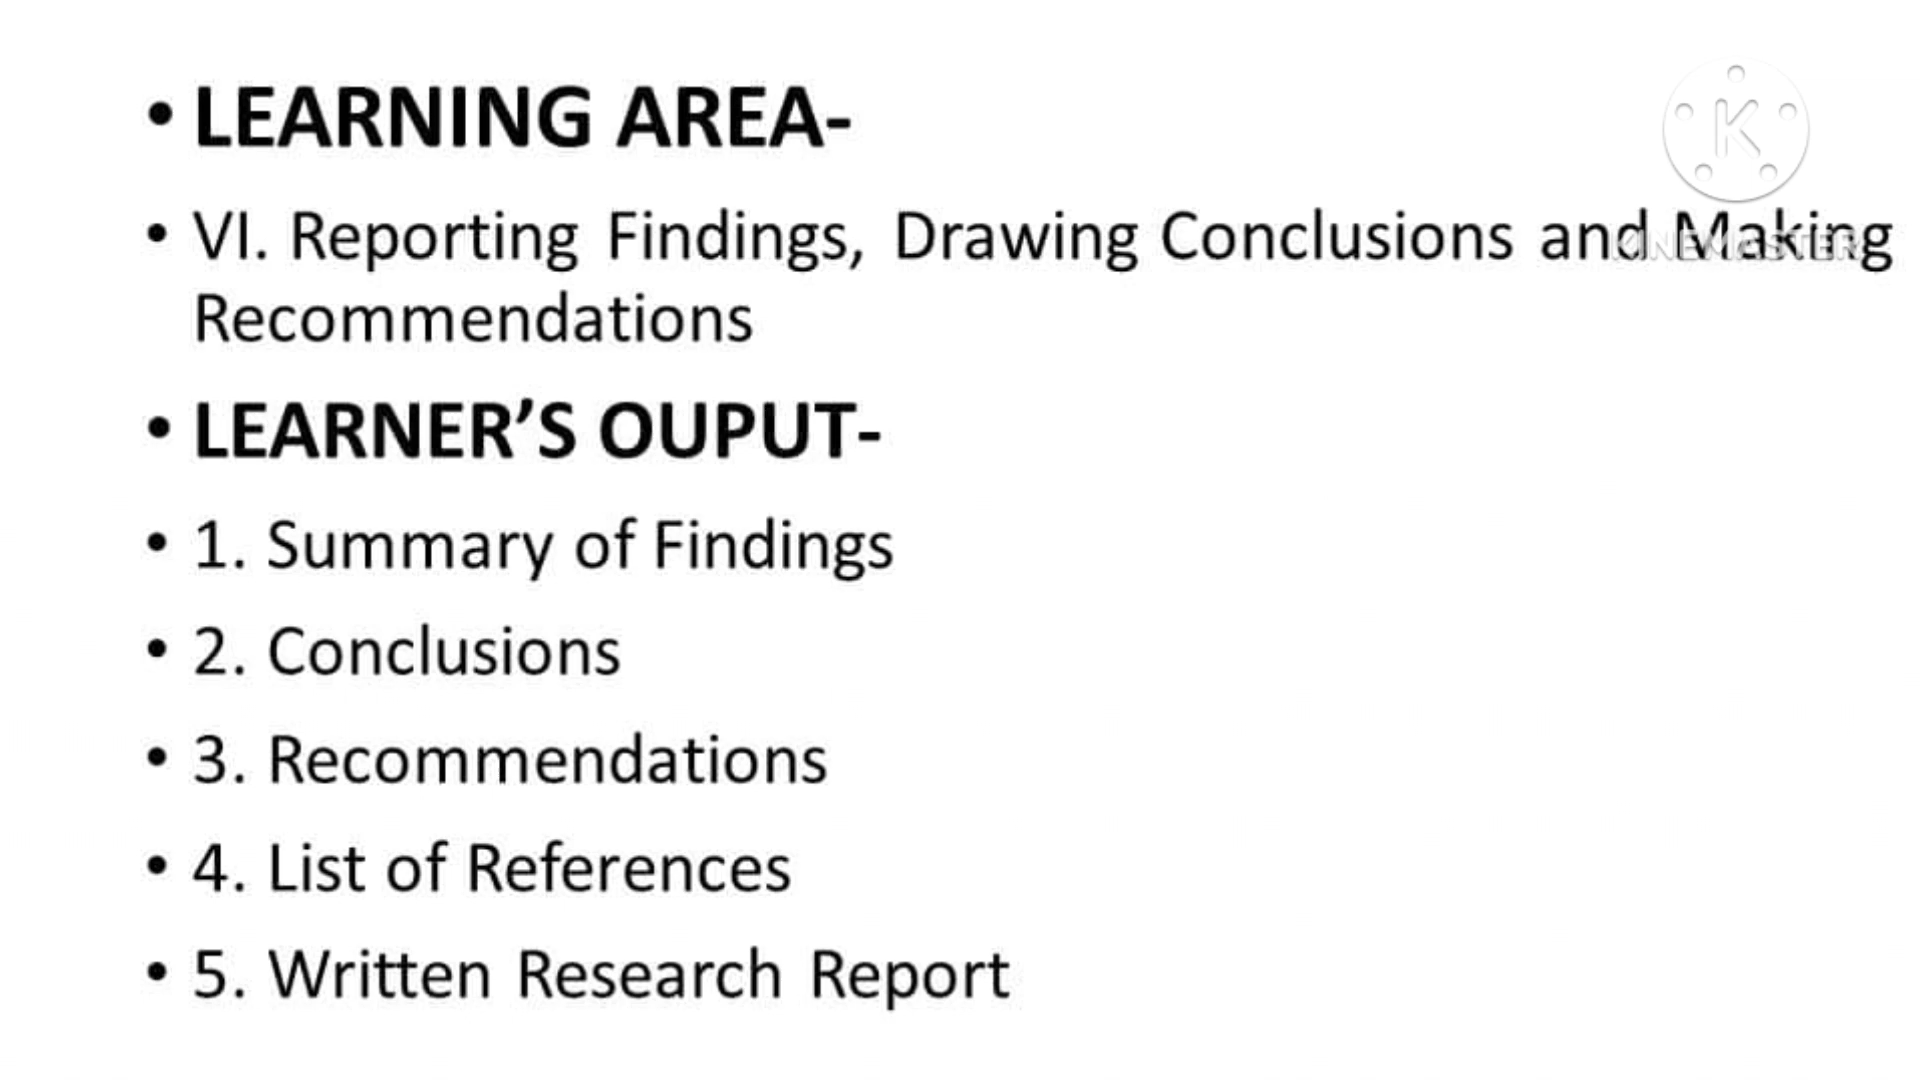 • LEARNING AREA-
• VI. Reporting Findings, Drawing Conclusions and Making
Recommendations
• LEARNER’S OUPUT-
• 1. Summary of Findings
• 2. Conclusions
• 3. Recommendations
• 4. List of References
• 5. Written Research Report
K
KINEMASTER